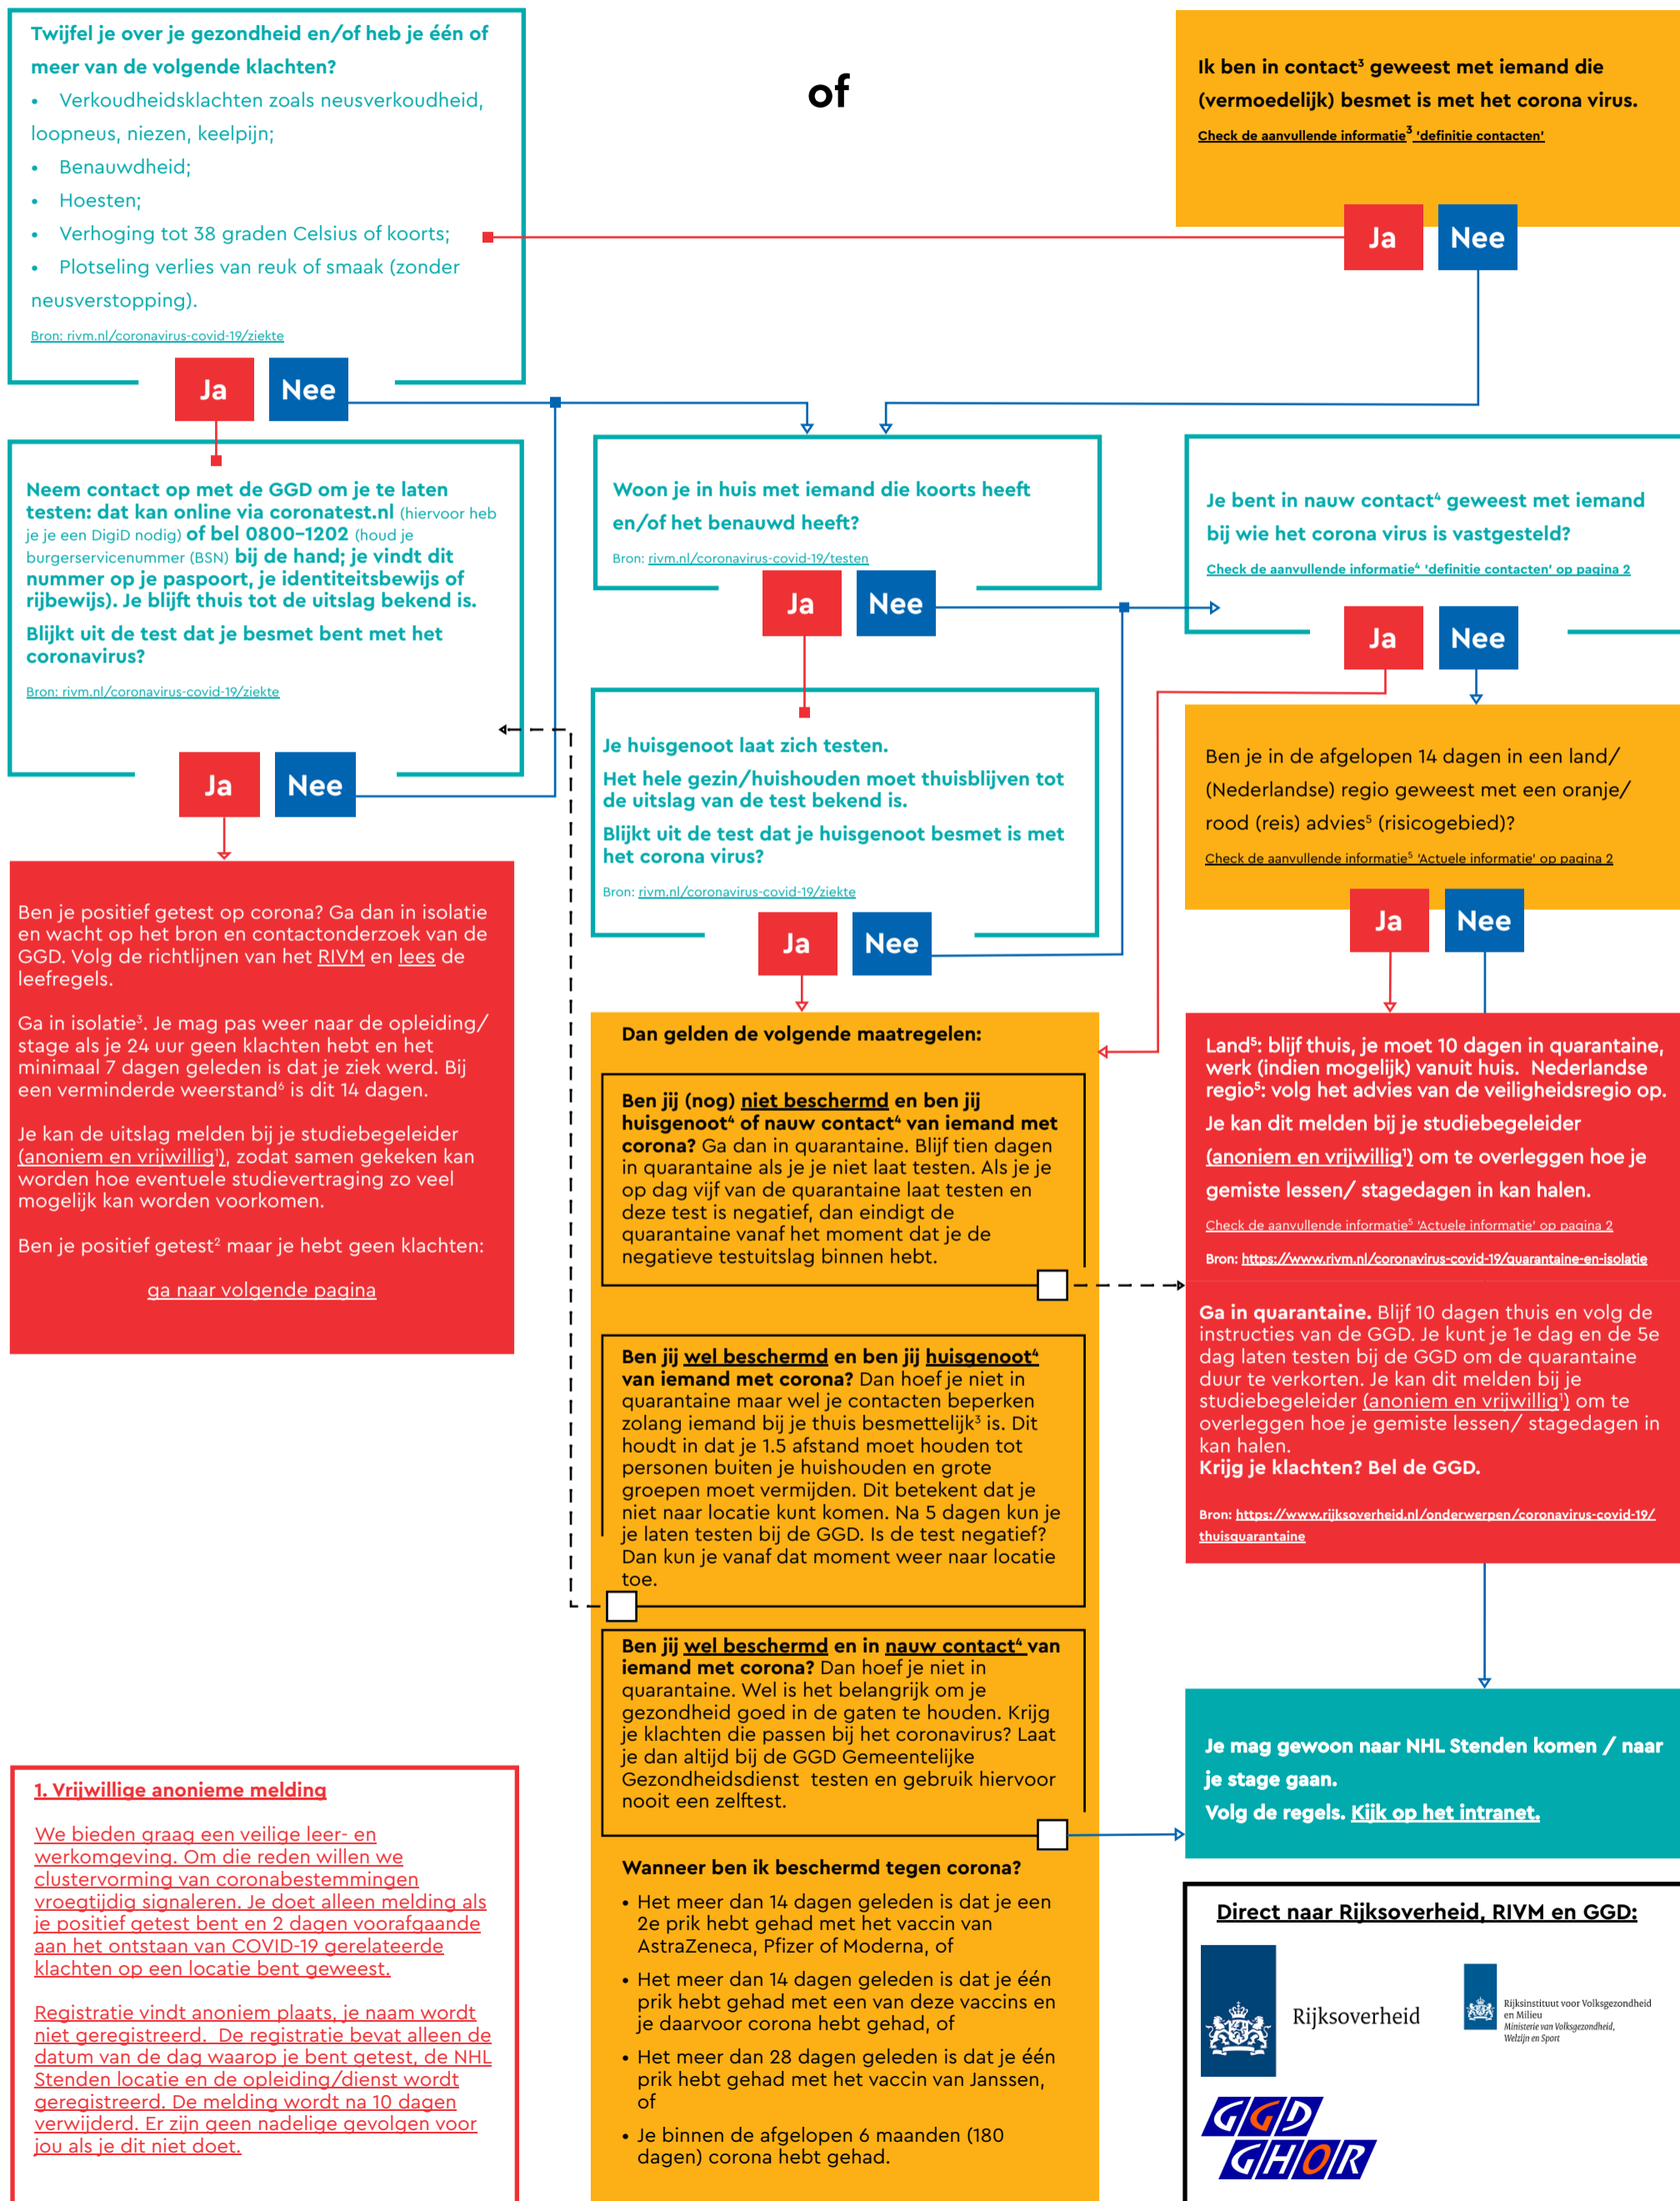 Twijfel je over je gezondheid en/of heb je één of
meer van de volgende klachten?
• Verkoudheidsklachten zoals neusverkoudheid,
loopneus, niezen, keelpijn;
• Benauwdheid;
• Hoesten;
• Verhoging tot 38 graden Celsius of koorts;
• Plotseling verlies van reuk of smaak (zonder
neusverstopping).
Bron: rivm.nl/coronavirus-covid-19/ziekte
Ja
Nee
of
Ik ben in contact³ geweest met iemand die
(vermoedelijk) besmet is met het corona virus.
Check de aanvullende informatie³ 'definitie contacten'
Ja
Nee
Neem contact op met de GGD om je te laten
testen: dat kan online via coronatest.nl (hiervoor heb
je je een DigiD nodig) of bel 0800-1202 (houd je
burgerservicenummer (BSN) bij de hand; je vindt dit
nummer op je paspoort, je identiteitsbewijs of
rijbewijs). Je blijft thuis tot de uitslag bekend is.
Blijkt uit de test dat je besmet bent met het
coronavirus?
Bron: rivm.nl/coronavirus-covid-19/ziekte
Ja
Nee
Woon je in huis met iemand die koorts heeft
en/of het benauwd heeft?
Bron: rivm.nl/coronavirus-covid-19/testen
Ja
Nee
Je bent in nauw contact⁴ geweest met iemand
bij wie het corona virus is vastgesteld?
Check de aanvullende informatie⁴ 'definitie contacten' op pagina 2
Ja
Nee
Je huisgenoot laat zich testen.
Het hele gezin/huishouden moet thuisblijven tot
de uitslag van de test bekend is.
Blijkt uit de test dat je huisgenoot besmet is met
het corona virus?
Bron: rivm.nl/coronavirus-covid-19/ziekte
Ja
Nee
Ben je in de afgelopen 14 dagen in een land/
(Nederlandse) regio geweest met een oranje/
rood (reis) advies⁵ (risicogebied)?
Check de aanvullende informatie⁵ 'Actuele informatie' op pagina 2
Ja
Nee
Ben je positief getest op corona? Ga dan in isolatie
en wacht op het bron en contactonderzoek van de
GGD. Volg de richtlijnen van het RIVM en lees de
leefregels.
Ga in isolatie³. Je mag pas weer naar de opleiding/
stage als je 24 uur geen klachten hebt en het
minimaal 7 dagen geleden is dat je ziek werd. Bij
een verminderde weerstand⁶ is dit 14 dagen.
Je kan de uitslag melden bij je studiebegeleider
(anoniem en vrijwillig¹), zodat samen gekeken kan
worden hoe eventuele studievertraging zo veel
mogelijk kan worden voorkomen.
Ben je positief getest² maar je hebt geen klachten:
ga naar volgende pagina
Dan gelden de volgende maatregelen:
Ben jij (nog) niet beschermd en ben jij
huisgenoot⁴ of nauw contact⁴ van iemand met
corona? Ga dan in quarantaine. Blijf tien dagen
in quarantaine als je je niet laat testen. Als je je
op dag vijf van de quarantaine laat testen en
deze test is negatief, dan eindigt de
quarantaine vanaf het moment dat je de
negatieve testuitslag binnen hebt.
Ben jij wel beschermd en ben jij huisgenoot⁴
van iemand met corona? Dan hoef je niet in
quarantaine maar wel je contacten beperken
zolang iemand bij je thuis besmettelijk³ is. Dit
houdt in dat je 1.5 afstand moet houden tot
personen buiten je huishouden en grote
groepen moet vermijden. Dit betekent dat je
niet naar locatie kunt komen. Na 5 dagen kun je
je laten testen bij de GGD. Is de test negatief?
Dan kun je vanaf dat moment weer naar locatie
toe.
Ben jij wel beschermd en in nauw contact⁴ van
iemand met corona? Dan hoef je niet in
quarantaine. Wel is het belangrijk om je
gezondheid goed in de gaten te houden. Krijg
je klachten die passen bij het coronavirus? Laat
je dan altijd bij de GGD Gemeentelijke
Gezondheidsdienst testen en gebruik hiervoor
nooit een zelftest.
Wanneer ben ik beschermd tegen corona?
• Het meer dan 14 dagen geleden is dat je een
2e prik hebt gehad met het vaccin van
AstraZeneca, Pfizer of Moderna, of
• Het meer dan 14 dagen geleden is dat je één
prik hebt gehad met een van deze vaccins en
je daarvoor corona hebt gehad, of
• Het meer dan 28 dagen geleden is dat je één
prik hebt gehad met het vaccin van Janssen,
of
• Je binnen de afgelopen 6 maanden (180
dagen) corona hebt gehad.
Land⁵: blijf thuis, je moet 10 dagen in quarantaine,
werk (indien mogelijk) vanuit huis. Nederlandse
regio⁵: volg het advies van de veiligheidsregio op.
Je kan dit melden bij je studiebegeleider
(anoniem en vrijwillig¹) om te overleggen hoe je
gemiste lessen/ stagedagen in kan halen.
Check de aanvullende informatie⁵ 'Actuele informatie' op pagina 2
Bron: https://www.rivm.nl/coronavirus-covid-19/quarantaine-en-isolatie
Ga in quarantaine. Blijf 10 dagen thuis en volg de
instructies van de GGD. Je kunt je 1e dag en de 5e
dag laten testen bij de GGD om de quarantaine
duur te verkorten. Je kan dit melden bij je
studiebegeleider (anoniem en vrijwillig¹) om te
overleggen hoe je gemiste lessen/ stagedagen in
kan halen.
Krijg je klachten? Bel de GGD.
Bron: https://www.rijksoverheid.nl/onderwerpen/coronavirus-covid-19/
thuisquarantaine
Je mag gewoon naar NHL Stenden komen / naar
je stage gaan.
Volg de regels. Kijk op het intranet.
1. Vrijwillige anonieme melding
We bieden graag een veilige leer- en
werkomgeving. Om die reden willen we
clustervorming van coronabestemmingen
vroegtijdig signaleren. Je doet alleen melding als
je positief getest bent en 2 dagen voorafgaande
aan het ontstaan van COVID-19 gerelateerde
klachten op een locatie bent geweest.
Registratie vindt anoniem plaats, je naam wordt
niet geregistreerd. De registratie bevat alleen de
datum van de dag waarop je bent getest, de NHL
Stenden locatie en de opleiding/dienst wordt
geregistreerd. De melding wordt na 10 dagen
verwijderd. Er zijn geen nadelige gevolgen voor
jou als je dit niet doet.
Direct naar Rijksoverheid, RIVM en GGD:
Rijksoverheid
Rijksinstituut voor Volksgezondheid
en Milieu
Ministerie van Volksgezondheid,
Welzijn en Sport
GGD
GHOR